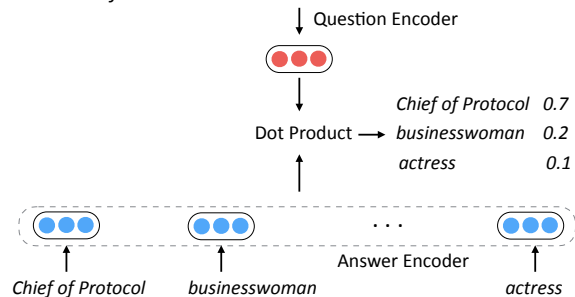 Question Encoder
Chief of Protocol 0.7
Dot Product businesswoman 0.2
actress 0.1
. . .
Answer Encoder
Chief of Protocol businesswoman actress